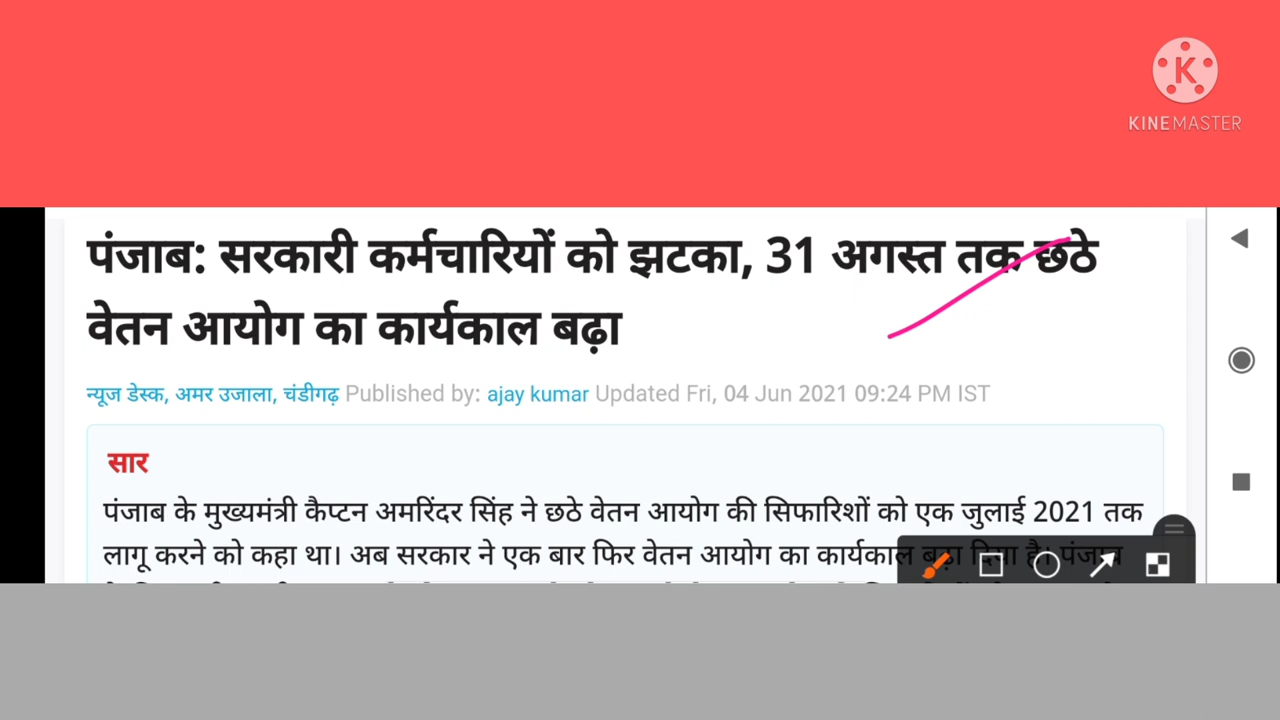 K
KINEMASTER
पंजाब: सरकारी कर्मचारियों को झटका, 31 अगस्त तक छठे
वेतन आयोग का कार्यकाल बढ़ा
न्यूज डेस्क, अमर उजाला, चंडीगढ़ Published by: ajay kumar Updated Fri, 04 Jun 2021 09:24 PM IST
सार
पंजाब के मुख्यमंत्री कैप्टन अमरिंदर सिंह ने छठे वेतन आयोग की सिफारिशों को एक जुलाई 2021 तक
लागू करने को कहा था। अब सरकार ने एक बार फिर वेतन आयोग का कार्यकाल बढ़ा दिया है। पंजाब